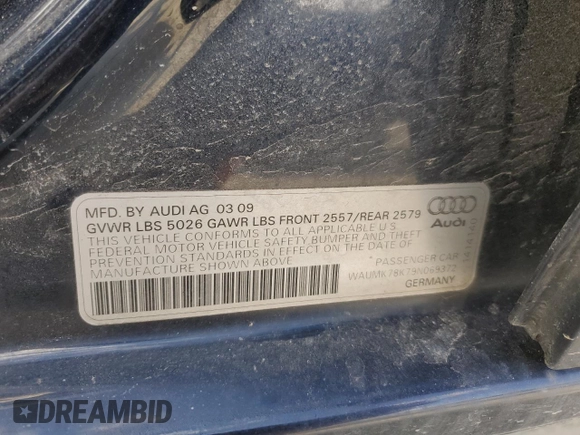 MFD. BY AUDI AG 03 09
GVWR LBS 5026 GAWR LBS FRONT 2557/REAR 2579
THIS VEHICLE CONFORMS TO ALL APPLICABLE U.S.
FEDERAL MOTOR VEHICLE SAFETY BUMPER AND THEFT
PREVENTION STANDARDS IN EFFECT ON THE DATE OF
MANUFACTURE SHOWN ABOVE.
Audi
PASSENGER CAR
GERMANY
DREAMBID